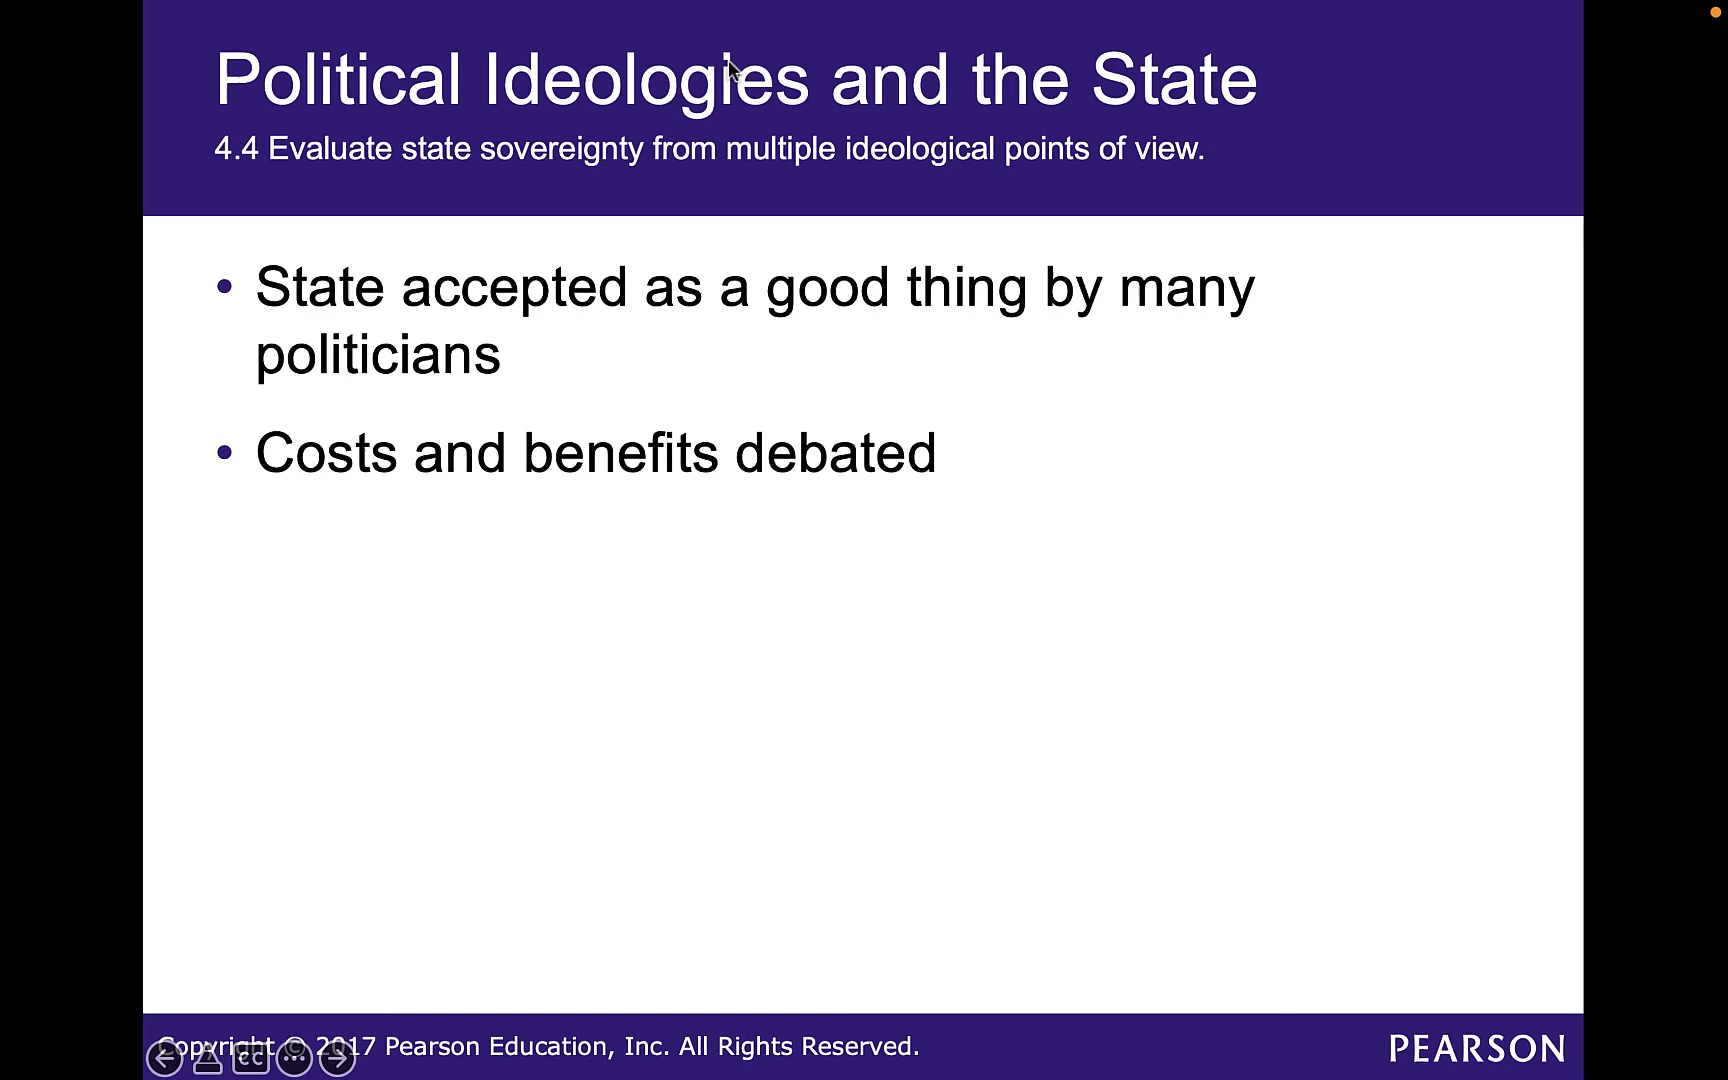 Political Ideologies and the State
4.4 Evaluate state sovereignty from multiple ideological points of view.
• State accepted as a good thing by many
politicians
• Costs and benefits debated
Copyright © 2017 Pearson Education, Inc. All Rights Reserved.
PEARSON
CC